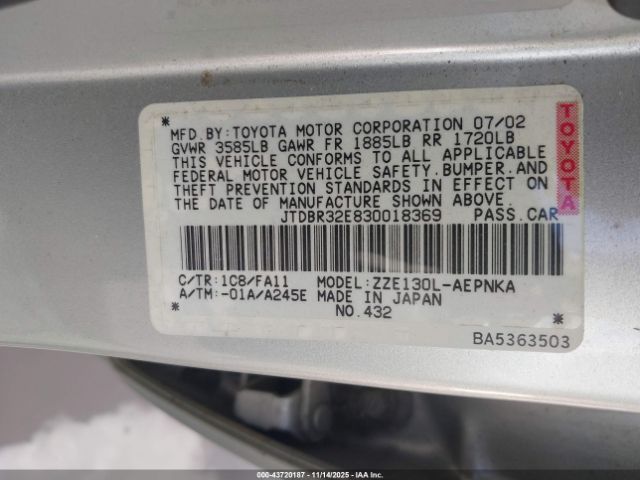 MFD.BY:TOYOTA MOTOR CORPORATION 07/02
GVWR 3585LB GAWR FR 1885LB RR 1720LB
THIS VEHICLE CONFORMS TO ALL APPLICABLE
FEDERAL MOTOR VEHICLE SAFETY,BUMPER,AND
THEFT PREVENTION STANDARDS IN EFFECT ON
THE DATE OF MANUFACTURE SHOWN ABOVE.
JTDBR32E830018369 PASS.CAR
TOYOTA
C/TR:1C8/FA11 MODEL:ZZE130L-AEPNKA
A/TM:-01A/A245E MADE IN JAPAN
NO.432
BA5363503
000-43720187 - 11/14/2025 - IAA Inc.